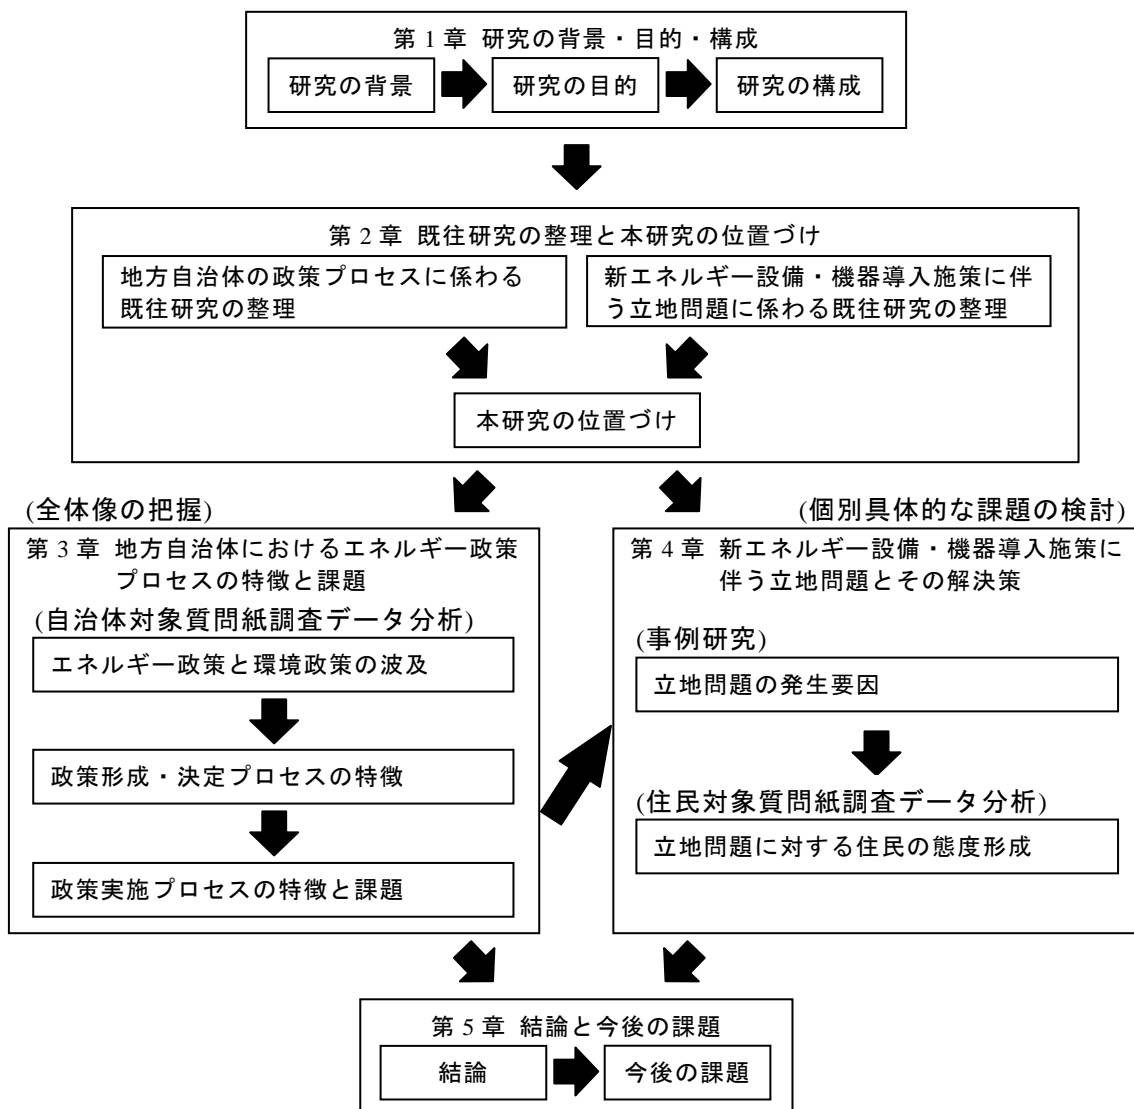 第 1 章 研究の背景・目的・構成
研究の背景
研究の目的
研究の構成
第 2 章 既往研究の整理と本研究の位置づけ
地方自治体の政策プロセスに係わる
既往研究の整理
新エネルギー設備・機器導入施策に伴
う立地問題に係わる既往研究の整理
本研究の位置づけ
(全体像の把握)
第 3 章 地方自治体におけるエネルギー政策
プロセスの特徴と課題
(自治体対象質問紙調査データ分析)
エネルギー政策と環境政策の波及
政策形成・決定プロセスの特徴
政策実施プロセスの特徴と課題
(個別具体的な課題の検討)
第 4 章 新エネルギー設備・機器導入施策に
伴う立地問題とその解決策
(事例研究)
立地問題の発生要因
(住民対象質問紙調査データ分析)
立地問題に対する住民の態度形成
第 5 章 結論と今後の課題
結論
今後の課題